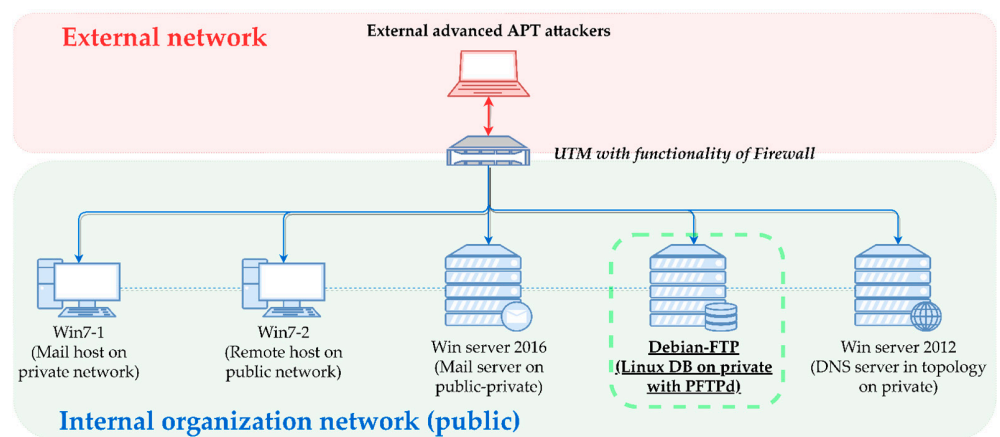 External network
External advanced APT attackers
UTM with functionality of Firewall
Win7-1
(Mail host on
private network)
Win7-2
(Remote host on
public network)
Win server 2016
(Mail server on
public-private)
Debian-FTP
(Linux DB on private
with PFTPd)
Win server 2012
(DNS server in topology
on private)
Internal organization network (public)